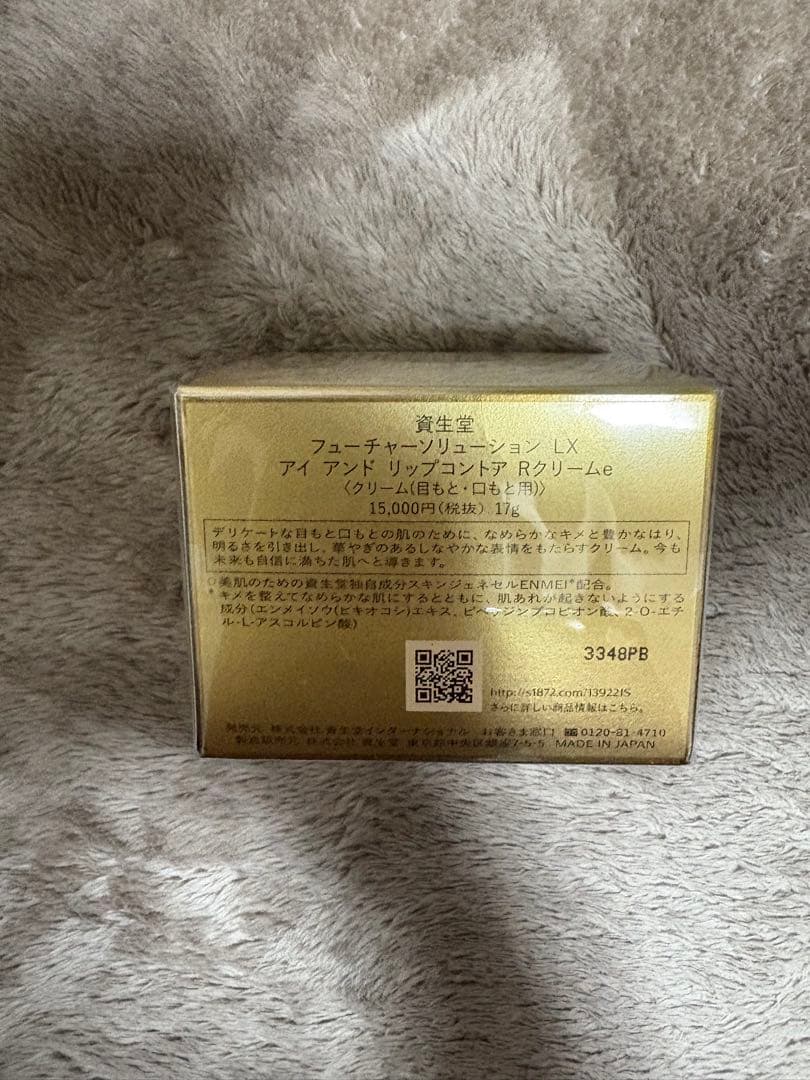 資生堂
フューチャーソリューション LX
アイ アンド リップコントア Rクリームe
〈クリーム(目もと・口もと用)〉
15,000円(税抜) 17g
デリケートな目もと口もとの肌のために、なめらかなキメと豊かなはり、
明るさを引き出し、華やぎのあるしなやかな表情をもたらすクリーム。今も
未来も自信に満ちた肌へと導きます。
○美肌のための資生堂独自成分スキンジェネセルENMEI*配合。
*キメを整えてなめらかな肌にするとともに、肌あれが起きないようにする
成分(エンメイソウ(ヒキオコシ)エキス、ピペリジンプロピオン酸、2-O-エチ
ル-L-アスコルビン酸)
3348PB
http://s1872.com/13922IS
さらに詳しい商品情報はこちら。
発売元 株式会社資生堂インターナショナル お客さま窓口 0120-81-4710
製造販売元 株式会社 資生堂 東京都中央区銀座7-5-5 MADE IN JAPAN